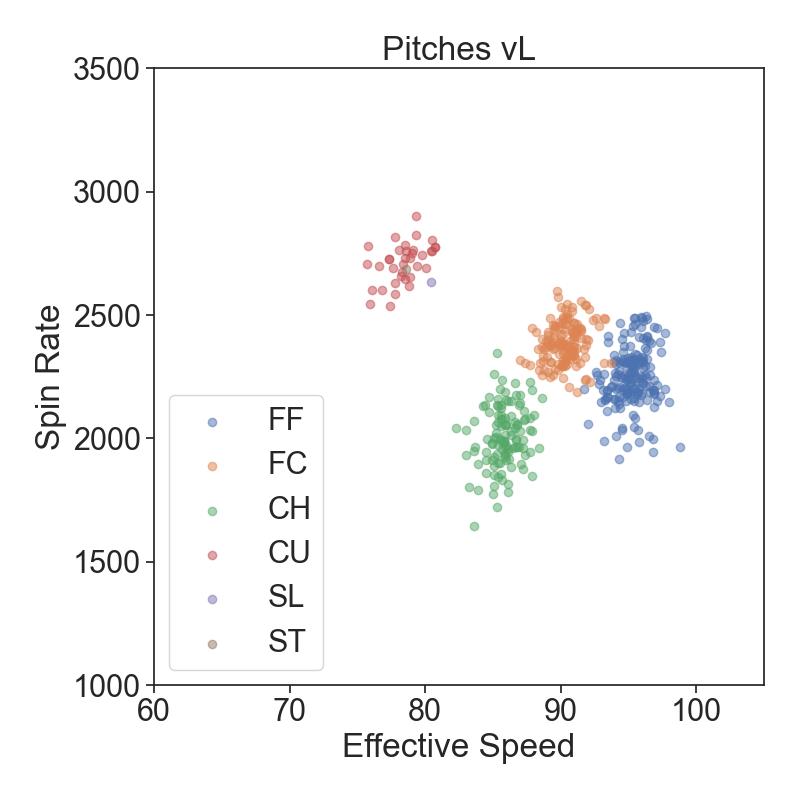 Pitches vL
3500
3000
2500
2000
1500
1000
Spin Rate
FF
FC
CH
CU
SL
ST
60
70
80
90
100
Effective Speed